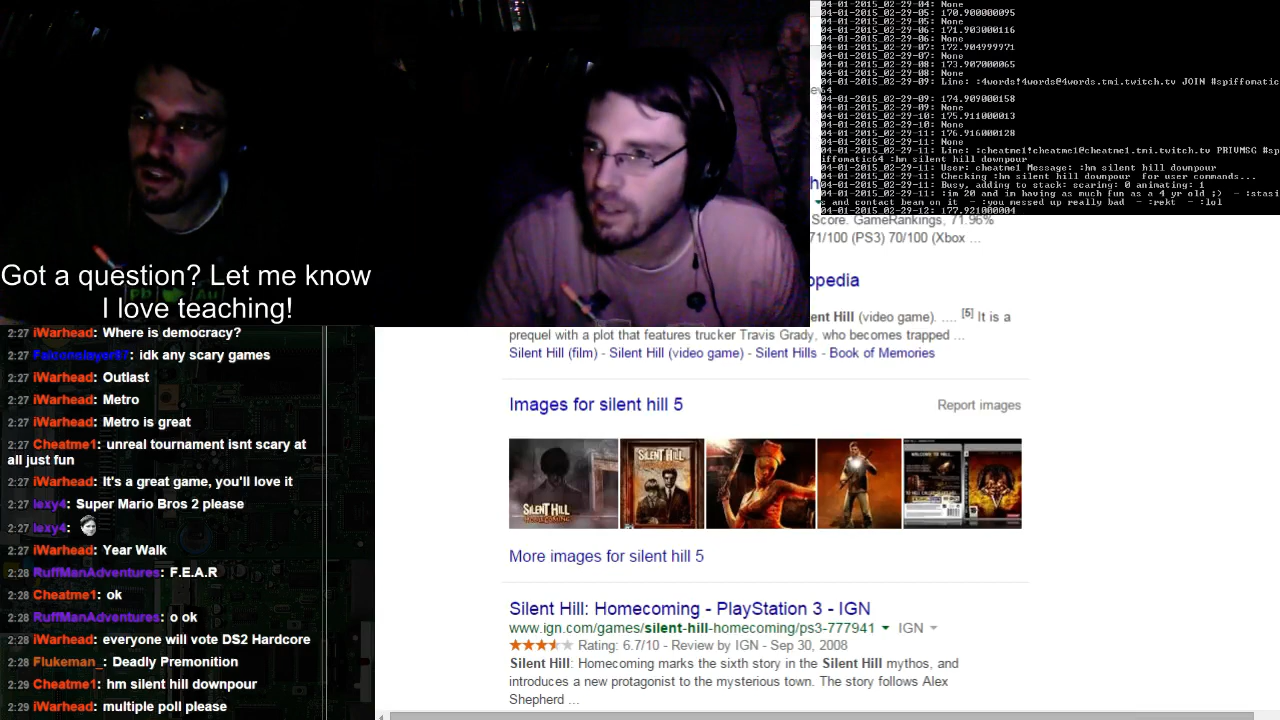 Got a question? Let me know
I love teaching!
2:27 iWarhead: Where is democracy?
2:27 Falconslayer97: idk any scary games
2:27 iWarhead: Outlast
2:27 iWarhead: Metro
2:27 iWarhead: Metro is great
2:27 Cheatme1: unreal tournament isnt scary at
all just fun
2:27 iWarhead: It's a great game, you'll love it
2:27 lexy4: Super Mario Bros 2 please
2:27 lexy4:
2:27 iWarhead: Year Walk
2:28 RuffManAdventures: F.E.A.R
2:28 Cheatme1: ok
2:28 RuffManAdventures: o ok
2:28 iWarhead: everyone will vote DS2 Hardcore
2:28 Flukeman_: Deadly Premonition
2:29 Cheatme1: hm silent hill downpour
2:29 iWarhead: multiple poll please
04-01-2015_02-29-04: None
04-01-2015_02-29-05: 170.900000095
04-01-2015_02-29-05: None
04-01-2015_02-29-06: 171.903000116
04-01-2015_02-29-06: None
04-01-2015_02-29-07: 172.904999971
04-01-2015_02-29-07: None
04-01-2015_02-29-08: 173.907000065
04-01-2015_02-29-08: None
04-01-2015_02-29-09: Line: :4words!4words@4words.tmi.twitch.tv JOIN #spiffomatic
64
04-01-2015_02-29-09: 174.909000158
04-01-2015_02-29-09: None
04-01-2015_02-29-10: 175.911000013
04-01-2015_02-29-10: None
04-01-2015_02-29-11: 176.916000128
04-01-2015_02-29-11: None
04-01-2015_02-29-11: Line: :cheatme1!cheatme1@cheatme1.tmi.twitch.tv PRIVMSG #sp
iffomatic64 :hm silent hill downpour
04-01-2015_02-29-11: User: cheatme1 Message: :hm silent hill downpour
04-01-2015_02-29-11: Checking :hm silent hill downpour for user commands...
04-01-2015_02-29-11: Busy, adding to stack: scaring: 0 animating: 1
04-01-2015_02-29-11: :im 20 and im having as much fun as a 4 yr old ;) - :stasi
s and contact beam on it - :you messed up really bad - :rekt - :lol
04-01-2015_02-29-12: 177.921000004
Score. GameRankings, 71.96%
71/100 (PS3) 70/100 (Xbox ...
opedia
ent Hill (video game). .... [5] It is a
prequel with a plot that features trucker Travis Grady, who becomes trapped ...
Silent Hill (film) - Silent Hill (video game) - Silent Hills - Book of Memories
Images for silent hill 5
Report images
SILENT HILL
HOMECOMING
SILENT HILL
WELCOME TO HELL
More images for silent hill 5
Silent Hill: Homecoming - PlayStation 3 - IGN
www.ign.com/games/silent-hill-homecoming/ps3-777941 IGN
Rating: 6.7/10 - Review by IGN - Sep 30, 2008
Silent Hill: Homecoming marks the sixth story in the Silent Hill mythos, and
introduces a new protagonist to the mysterious town. The story follows Alex
Shepherd ...